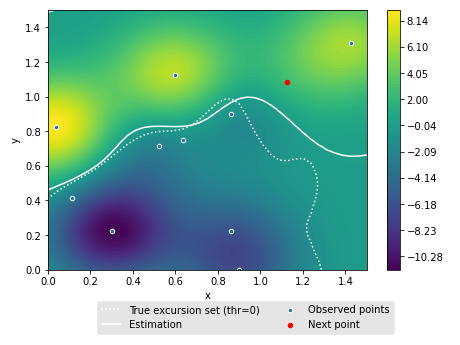 1.4
1.2
1.0
0.8
0.6
0.4
0.2
0.0
y
0.0 0.2 0.4 0.6 0.8 1.0 1.2 1.4
x
8.14
6.10
4.05
2.00
−0.04
−2.09
−4.14
−6.18
−8.23
−10.28
True excursion set (thr=0)
Estimation
Observed points
Next point